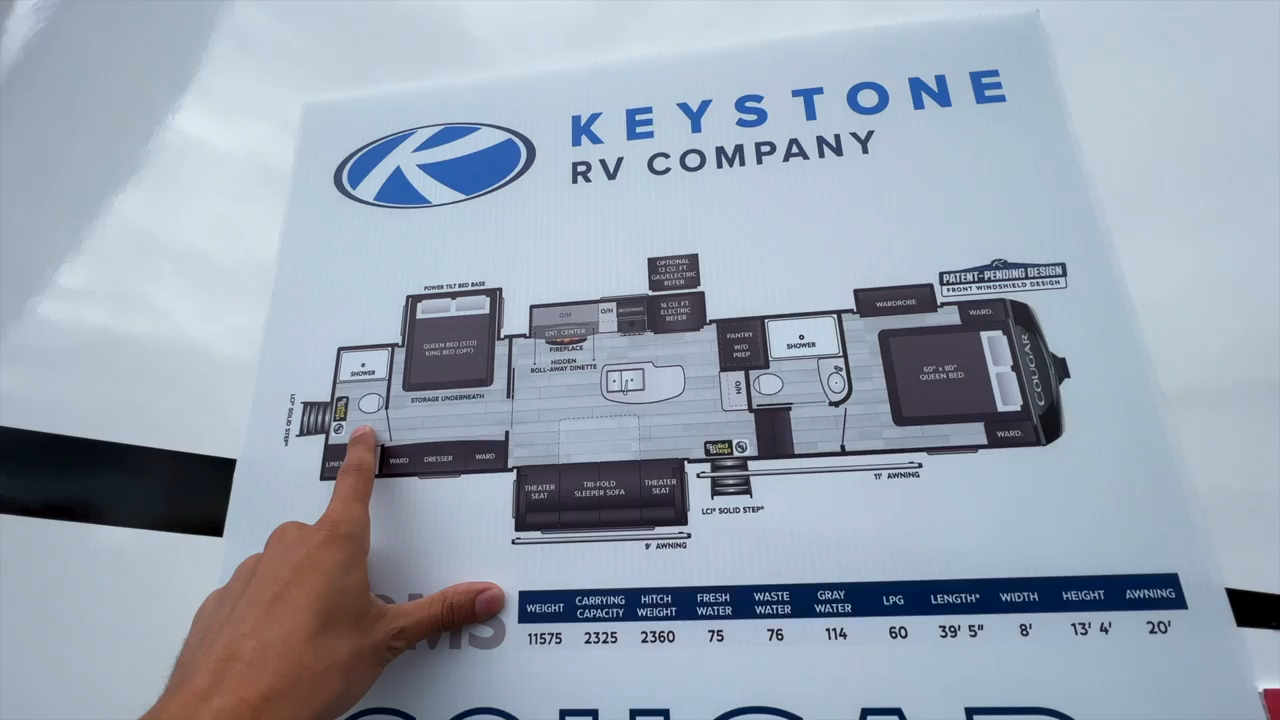 KEYSTONE
RV COMPANY
OPTIONAL
12 CU. FT.
GAS/ELECTRIC
REFER
PATENT-PENDING DESIGN
FRONT WINDSHIELD DESIGN
POWER TILT BED BASE
O/H
O/H
MICROWAVE
16 CU. FT.
ELECTRIC
REFER
WARDROBE
WARD.
ENT. CENTER
FIREPLACE
HIDDEN
ROLL-AWAY DINETTE
QUEEN BED (STD)
KING BED (OPT)
PANTRY
W/D
PREP
SHOWER
SHOWER
60" x 80"
QUEEN BED
COUGAR
O/H
STORAGE UNDERNEATH
LCI® SOLID STEP®
Solid Step
WARD.
LINEN
WARD
DRESSER
WARD
Solid
Step
THEATER
SEAT
TRI-FOLD
SLEEPER SOFA
THEATER
SEAT
11' AWNING
LCI® SOLID STEP®
9' AWNING
WEIGHT
CARRYING
CAPACITY
HITCH
WEIGHT
FRESH
WATER
WASTE
WATER
GRAY
WATER
LPG
LENGTH*
WIDTH
HEIGHT
AWNING
11575
2325
2360
75
76
114
60
39' 5"
8'
13' 4'
20'
COUGAR